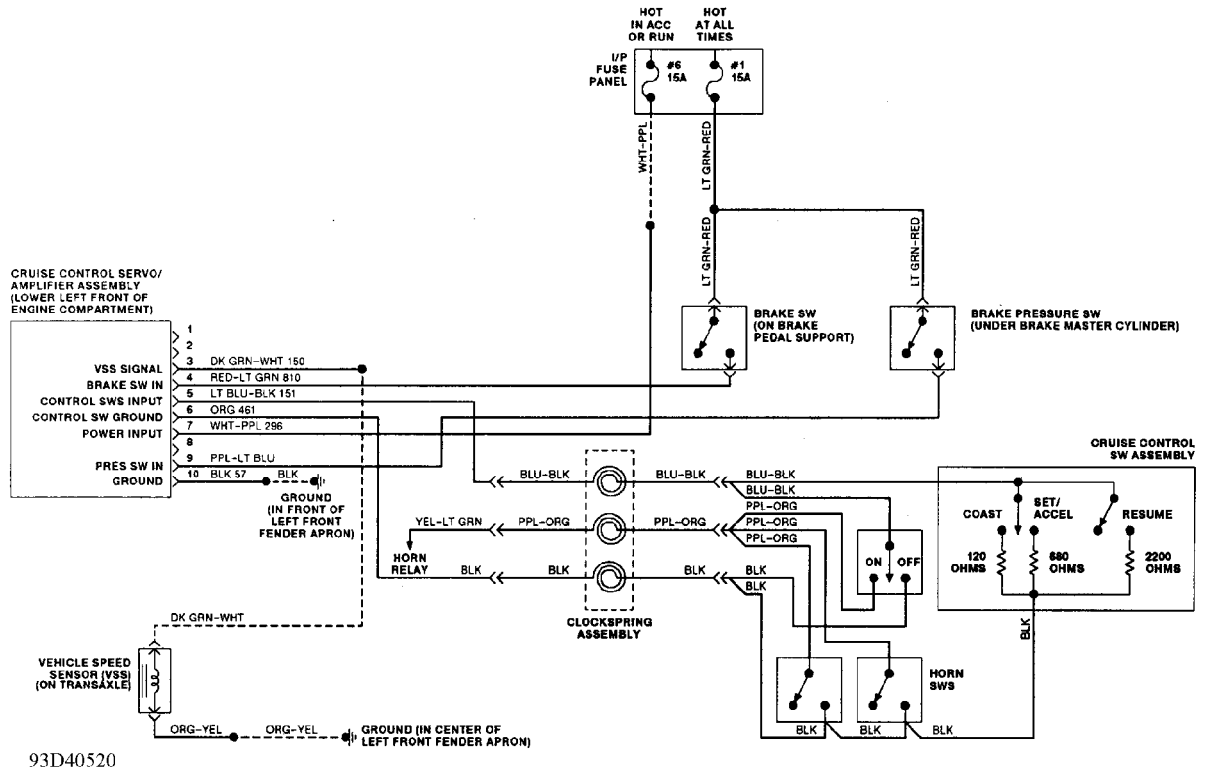 HOT
IN ACC
OR RUN
HOT
AT ALL
TIMES
I/P
FUSE
PANEL
#6
15A
#1
15A
WHT-PPL
LT GRN-RED
LT GRN-RED
LT GRN-RED
CRUISE CONTROL SERVO/
AMPLIFIER ASSEMBLY
(LOWER LEFT FRONT OF
ENGINE COMPARTMENT)
BRAKE SW
(ON BRAKE
PEDAL SUPPORT)
BRAKE PRESSURE SW
(UNDER BRAKE MASTER CYLINDER)
1
2
VSS SIGNAL 3 DK GRN-WHT 150
BRAKE SW IN 4 RED-LT GRN 810
CONTROL SWS INPUT 5 LT BLU-BLK 151
CONTROL SW GROUND 6 ORG 461
POWER INPUT 7 WHT-PPL 296
8
PRES SW IN 9 PPL-LT BLU
GROUND 10 BLK 57 BLK
GROUND
(IN FRONT OF
LEFT FRONT
FENDER APRON)
CRUISE CONTROL
SW ASSEMBLY
BLU-BLK BLU-BLK BLU-BLK
BLU-BLK
PPL-ORG
YEL-LT GRN PPL-ORG PPL-ORG PPL-ORG
PPL-ORG
HORN
RELAY
BLK BLK BLK BLK
BLK
ON OFF
COAST
SET/
ACCEL
RESUME
120
OHMS
680
OHMS
2200
OHMS
BLK
CLOCKSPRING
ASSEMBLY
DK GRN-WHT
VEHICLE SPEED
SENSOR (VSS)
(ON TRANSAXLE)
HORN
SWS
ORG-YEL ORG-YEL
GROUND (IN CENTER OF
LEFT FRONT FENDER APRON)
BLK BLK BLK
93D40520